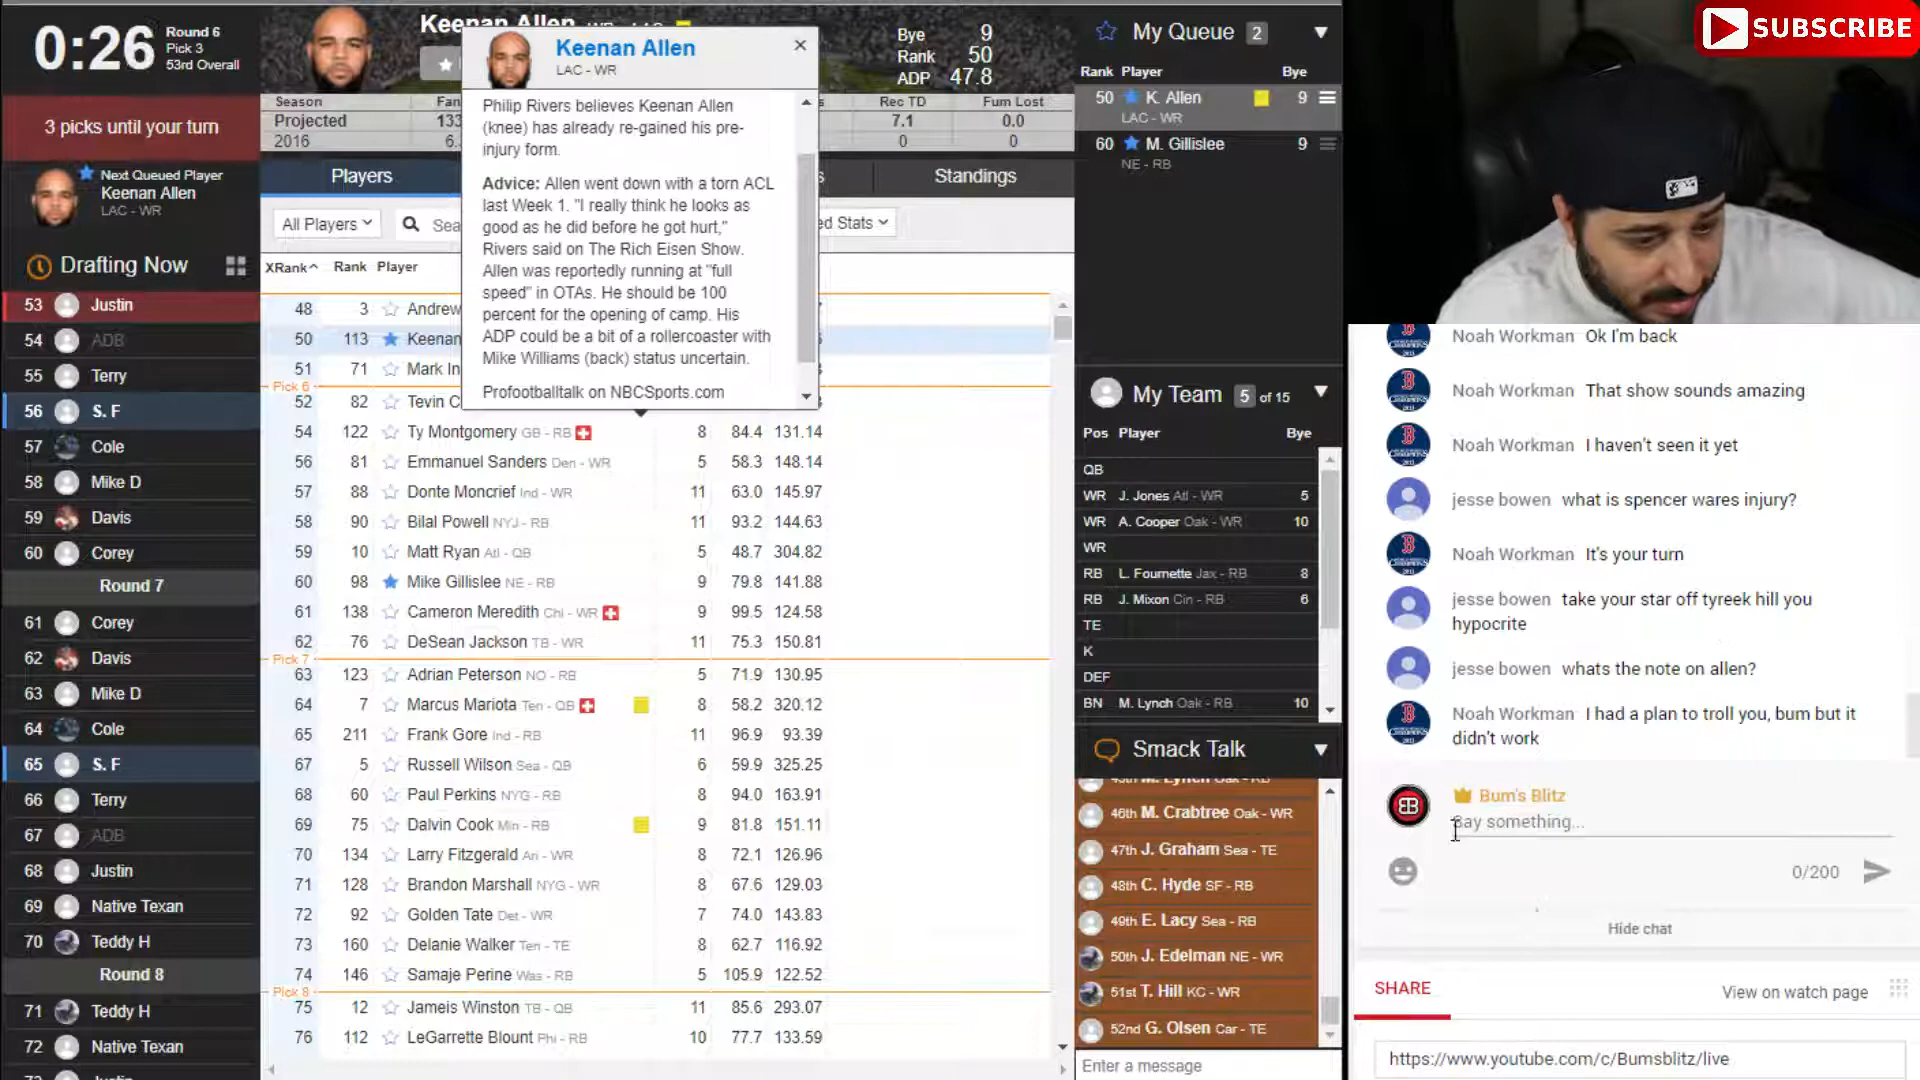 0:26
Round 6
Pick 3
53rd Overall
3 picks until your turn
Next Queued Player
Keenan Allen
LAC - WR
Drafting Now
53 Justin
54 ADB
55 Terry
56 S. F
57 Cole
58 Mike D
59 Davis
60 Corey
Round 7
61 Corey
62 Davis
63 Mike D
64 Cole
65 S. F
66 Terry
67 ADB
68 Justin
69 Native Texan
70 Teddy H
Round 8
71 Teddy H
72 Native Texan
Keenan Allen
Bye 9
Rank 50
ADP 47.8
Season Fan
Rec TD Fum Lost
Projected 133
7.1 0.0
2016 6.
0 0
Players
Standings
All Players
Sea
ed Stats
XRank^ Rank Player
48 3 Andrew
50 113 Keenan
51 71 Mark In
Pick 6
52 82 Tevin C
54 122 Ty Montgomery GB - RB 8 84.4 131.14
56 81 Emmanuel Sanders Den - WR 5 58.3 148.14
57 88 Donte Moncrief Ind - WR 11 63.0 145.97
58 90 Bilal Powell NYJ - RB 11 93.2 144.63
59 10 Matt Ryan Atl - QB 5 48.7 304.82
60 98 Mike Gillislee NE - RB 9 79.8 141.88
61 138 Cameron Meredith Chi - WR 9 99.5 124.58
62 76 DeSean Jackson TB - WR 11 75.3 150.81
Pick 7
63 123 Adrian Peterson NO - RB 5 71.9 130.95
64 7 Marcus Mariota Ten - QB 8 58.2 320.12
65 211 Frank Gore Ind - RB 11 96.9 93.39
67 5 Russell Wilson Sea - QB 6 59.9 325.25
68 60 Paul Perkins NYG - RB 8 94.0 163.91
69 75 Dalvin Cook Min - RB 9 81.8 151.11
70 134 Larry Fitzgerald Ari - WR 8 72.1 126.96
71 128 Brandon Marshall NYG - WR 8 67.6 129.03
72 92 Golden Tate Det - WR 7 74.0 143.83
73 160 Delanie Walker Ten - TE 8 62.7 116.92
74 146 Samaje Perine Was - RB 5 105.9 122.52
Pick 8
75 12 Jameis Winston TB - QB 11 85.6 293.07
76 112 LeGarrette Blount Phi - RB 10 77.7 133.59
Keenan Allen
LAC - WR
Philip Rivers believes Keenan Allen
(knee) has already re-gained his pre-
injury form.
Advice: Allen went down with a torn ACL
last Week 1. "I really think he looks as
good as he did before he got hurt,"
Rivers said on The Rich Eisen Show.
Allen was reportedly running at "full
speed" in OTAs. He should be 100
percent for the opening of camp. His
ADP could be a bit of a rollercoaster with
Mike Williams (back) status uncertain.
Profootballtalk on NBCSports.com
My Queue 2
Rank Player Bye
50 K. Allen 9
LAC - WR
60 M. Gillislee 9
NE - RB
My Team 5 of 15
Pos Player Bye
QB
WR J. Jones Atl - WR 5
WR A. Cooper Oak - WR 10
WR
RB L. Fournette Jax - RB 8
RB J. Mixon Cin - RB 6
TE
K
DEF
BN M. Lynch Oak - RB 10
Smack Talk
45th M. Lynch Oak - RB
46th M. Crabtree Oak - WR
47th J. Graham Sea - TE
48th C. Hyde SF - RB
49th E. Lacy Sea - RB
50th J. Edelman NE - WR
51st T. Hill KC - WR
52nd G. Olsen Car - TE
Enter a message
SUBSCRIBE
Noah Workman Ok I'm back
Noah Workman That show sounds amazing
Noah Workman I haven't seen it yet
jesse bowen what is spencer wares injury?
Noah Workman It's your turn
jesse bowen take your star off tyreek hill you
hypocrite
jesse bowen whats the note on allen?
Noah Workman I had a plan to troll you, bum but it
didn't work
Bum's Blitz
Say something...
0/200
Hide chat
SHARE
View on watch page
https://www.youtube.com/c/Bumsblitz/live